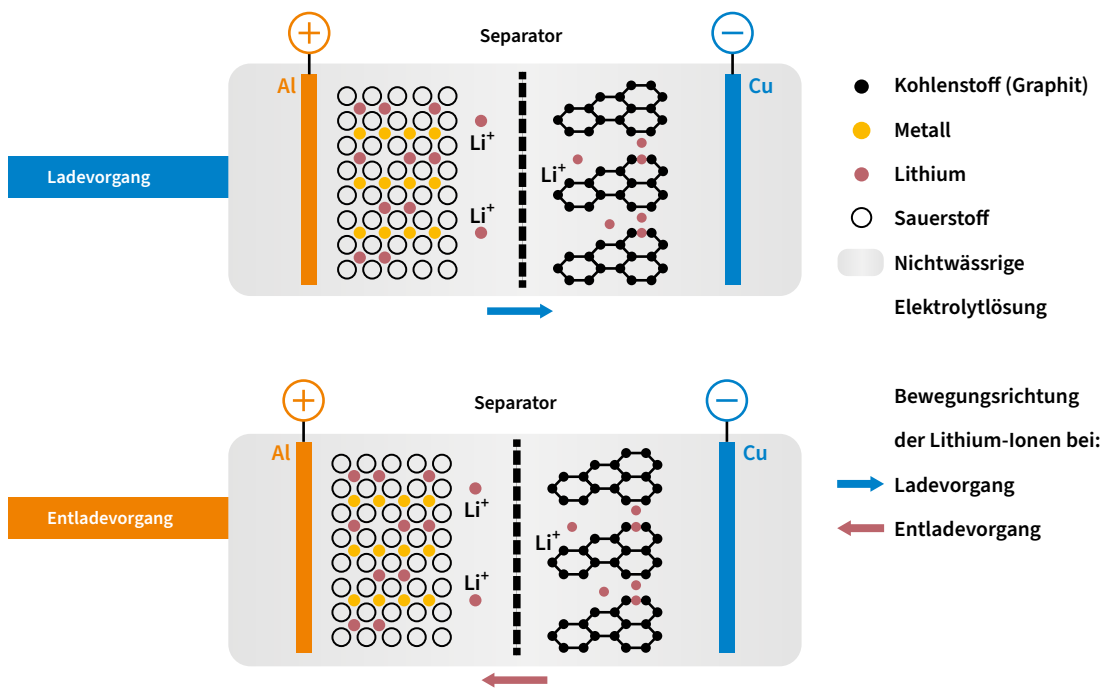 Separator
Al
Cu
Li⁺
Li⁺
Li⁺
Ladevorgang
Kohlenstoff (Graphit)
Metall
Lithium
Sauerstoff
Nichtwässrige
Elektrolytlösung
Separator
Al
Cu
Li⁺
Li⁺
Li⁺
Entladevorgang
Bewegungsrichtung
der Lithium-Ionen bei:
Ladevorgang
Entladevorgang